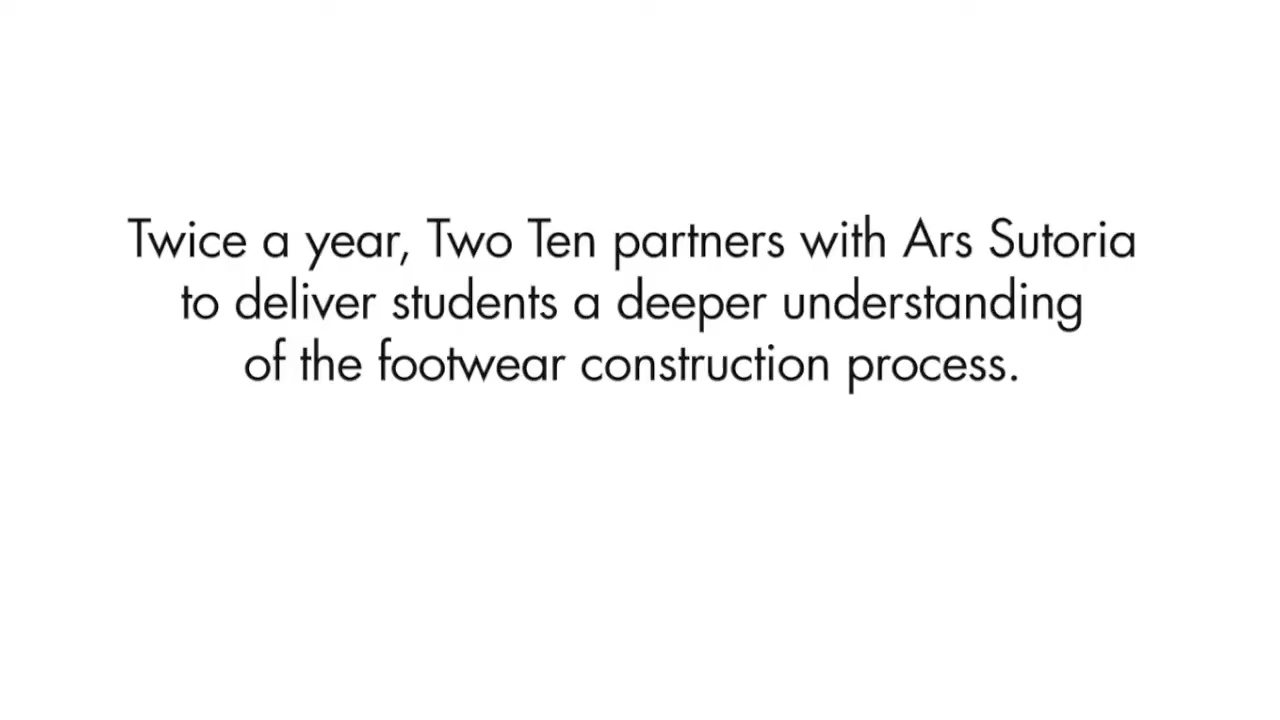 Twice a year, Two Ten partners with Ars Sutoria
to deliver students a deeper understanding
of the footwear construction process.